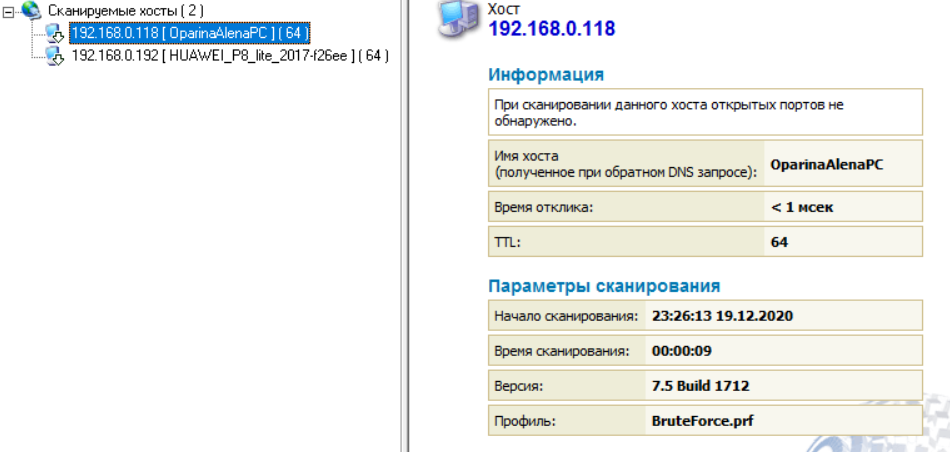 Сканируемые хосты ( 2 )
192.168.0.118 [ OparinaAlenaPC ] ( 64 )
192.168.0.192 [ HUAWEI_P8_lite_2017-f26ee ] ( 64 )
Хост
192.168.0.118
Информация
При сканировании данного хоста открытых портов не
обнаружено.
Имя хоста
(полученное при обратном DNS запросе): OparinaAlenaPC
Время отклика: < 1 мсек
TTL: 64
Параметры сканирования
Начало сканирования: 23:26:13 19.12.2020
Время сканирования: 00:00:09
Версия: 7.5 Build 1712
Профиль: BruteForce.prf